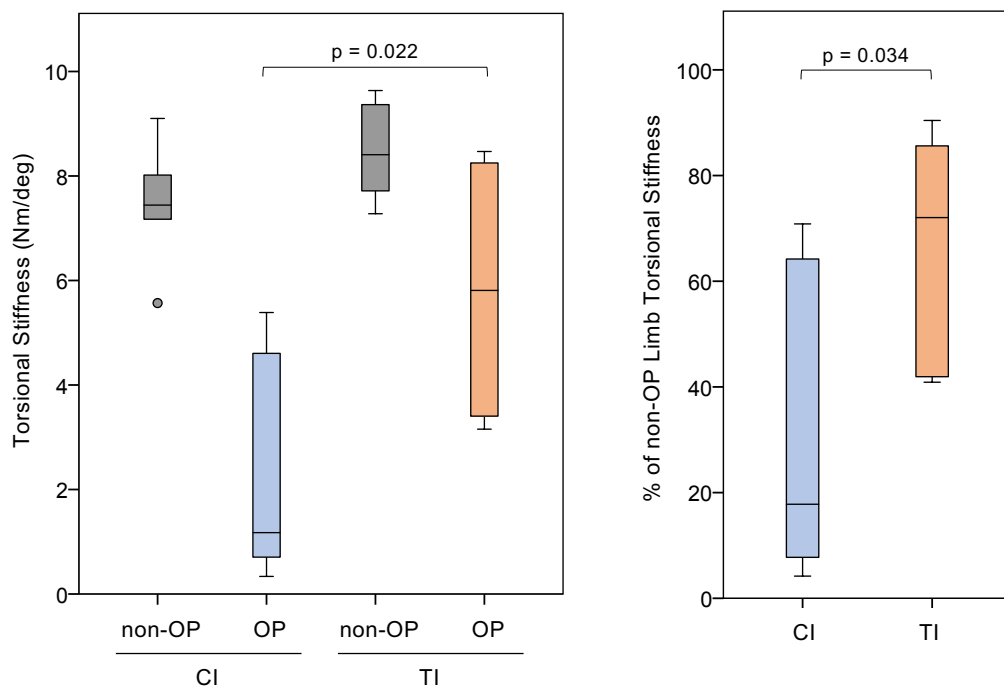 p = 0.022
10
8
6
4
2
0
Torsional Stiffness (Nm/deg)
non-OP OP non-OP OP
CI TI
p = 0.034
100
80
60
40
20
0
% of non-OP Limb Torsional Stiffness
CI TI